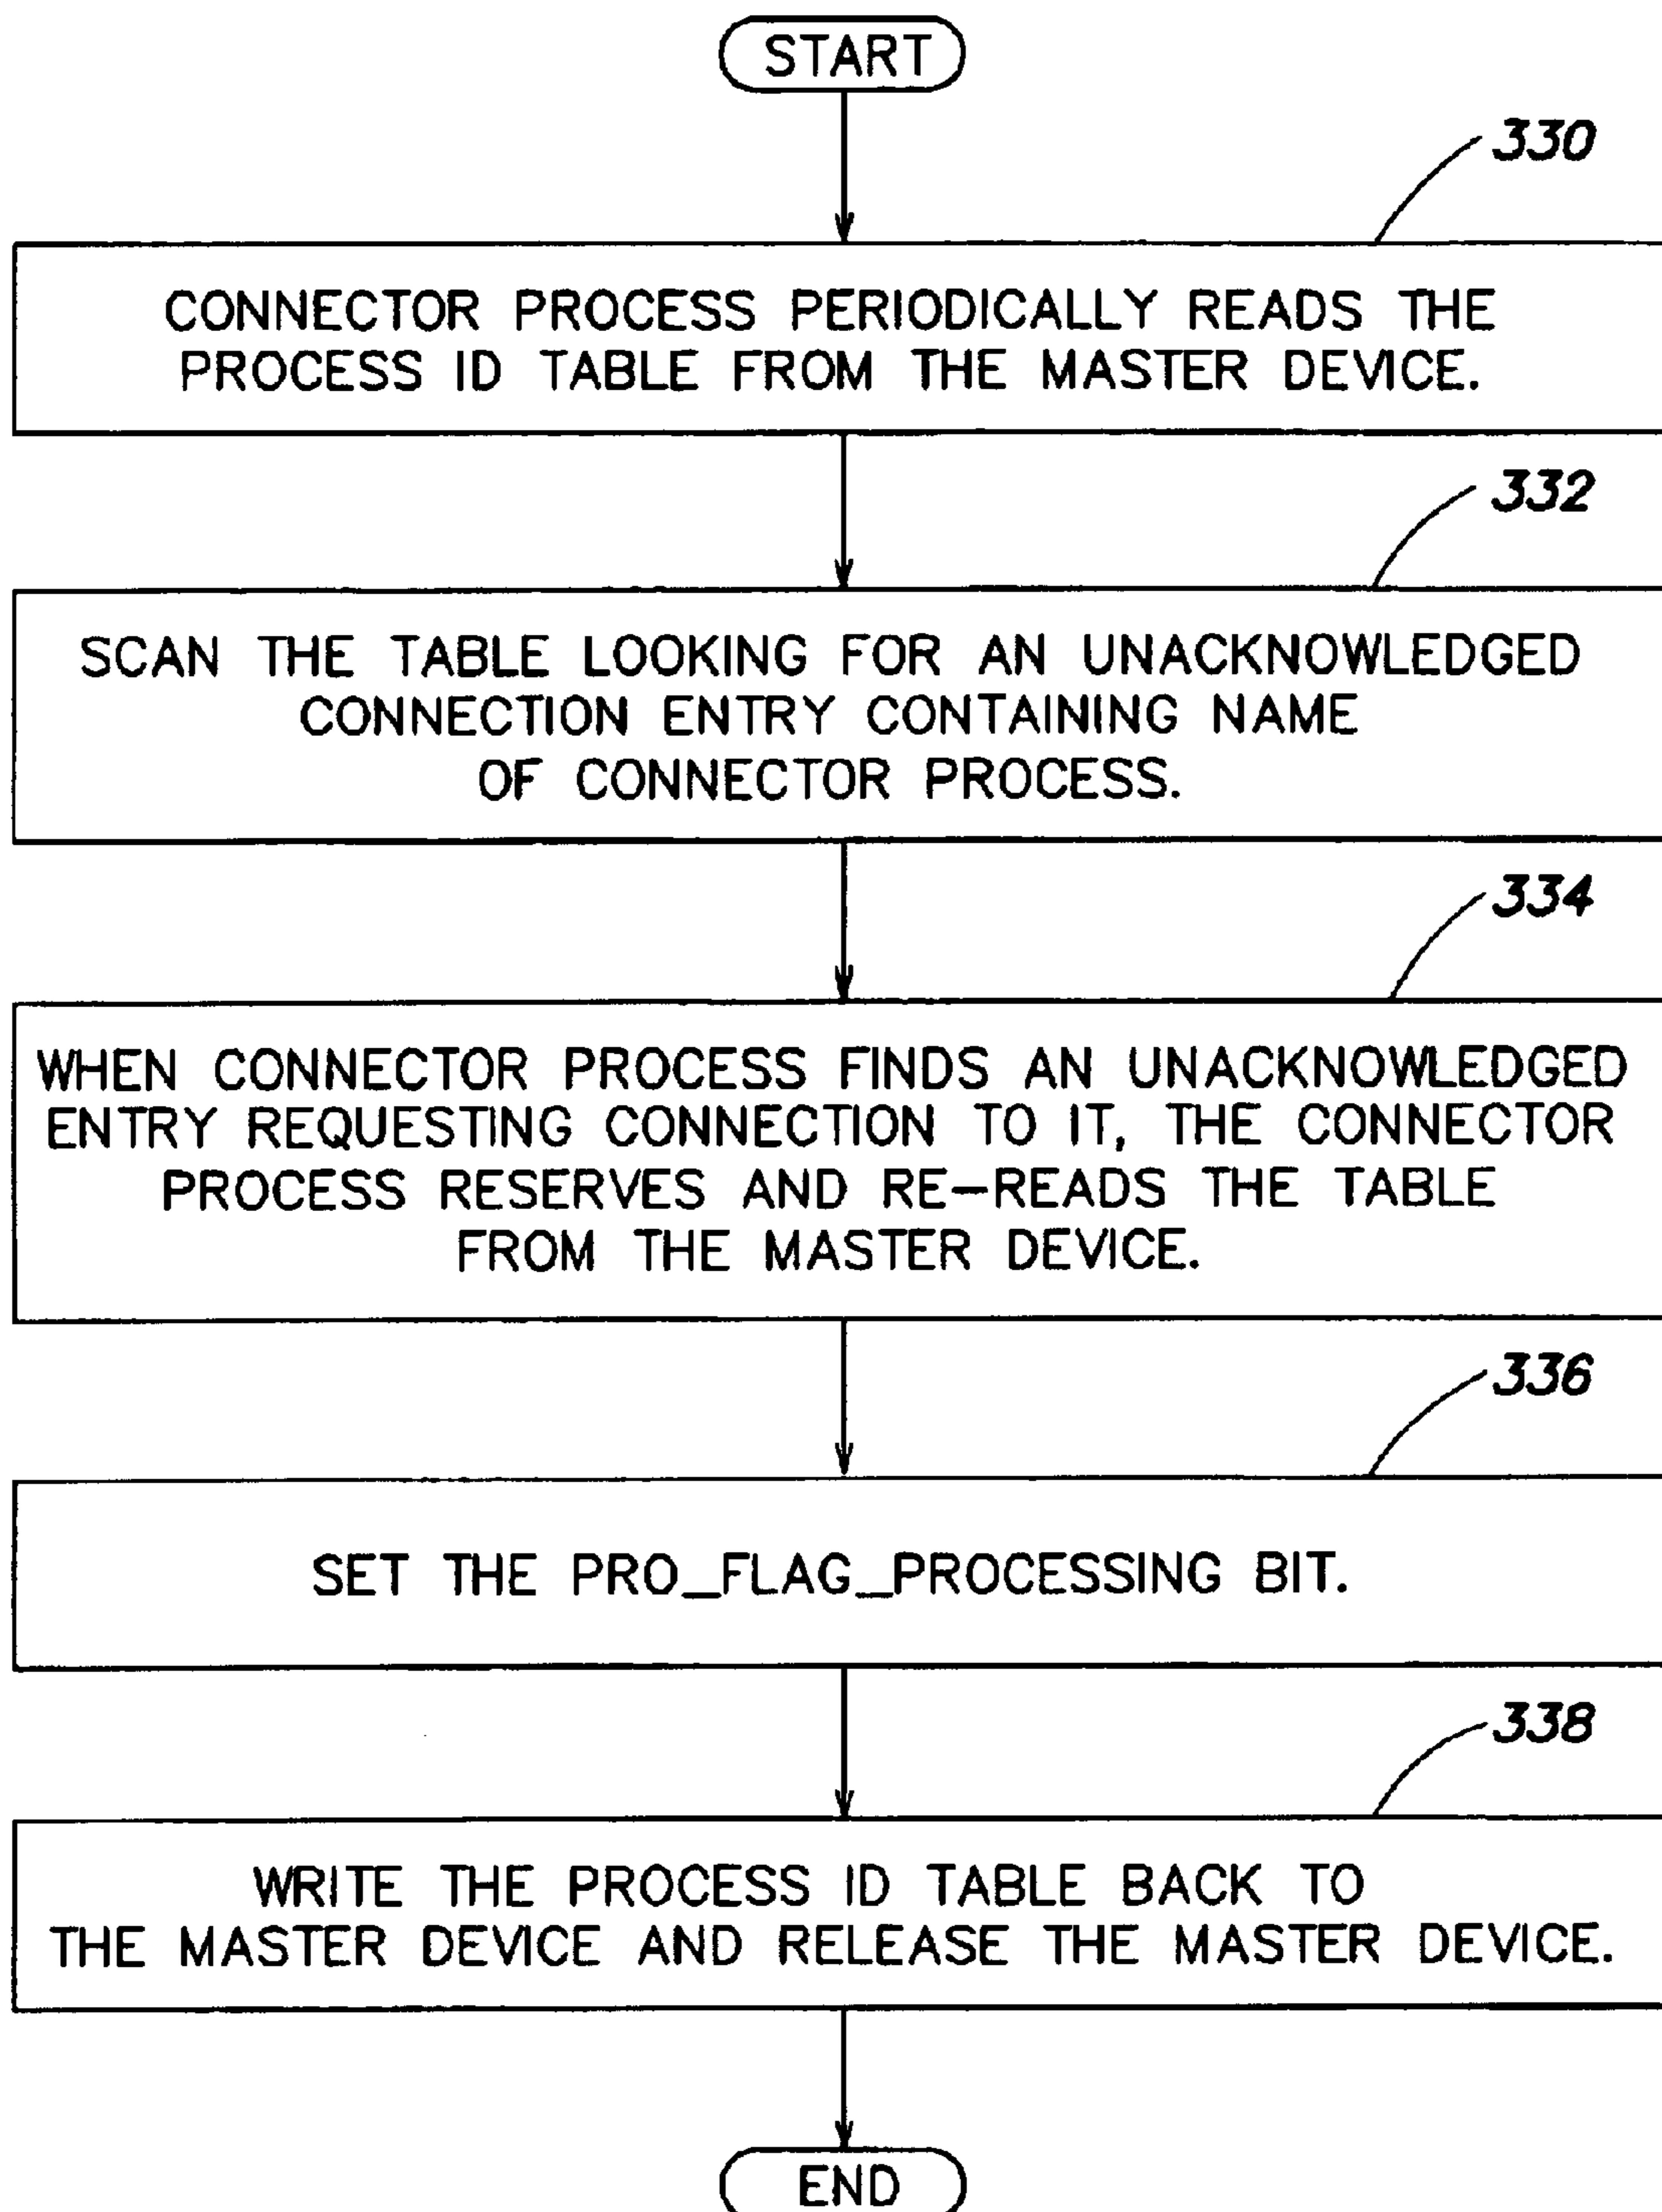 START
330
CONNECTOR PROCESS PERIODICALLY READS THE
PROCESS ID TABLE FROM THE MASTER DEVICE.
332
SCAN THE TABLE LOOKING FOR AN UNACKNOWLEDGED
CONNECTION ENTRY CONTAINING NAME
OF CONNECTOR PROCESS.
334
WHEN CONNECTOR PROCESS FINDS AN UNACKNOWLEDGED
ENTRY REQUESTING CONNECTION TO IT, THE CONNECTOR
PROCESS RESERVES AND RE-READS THE TABLE
FROM THE MASTER DEVICE.
336
SET THE PRO_FLAG_PROCESSING BIT.
338
WRITE THE PROCESS ID TABLE BACK TO
THE MASTER DEVICE AND RELEASE THE MASTER DEVICE.
END